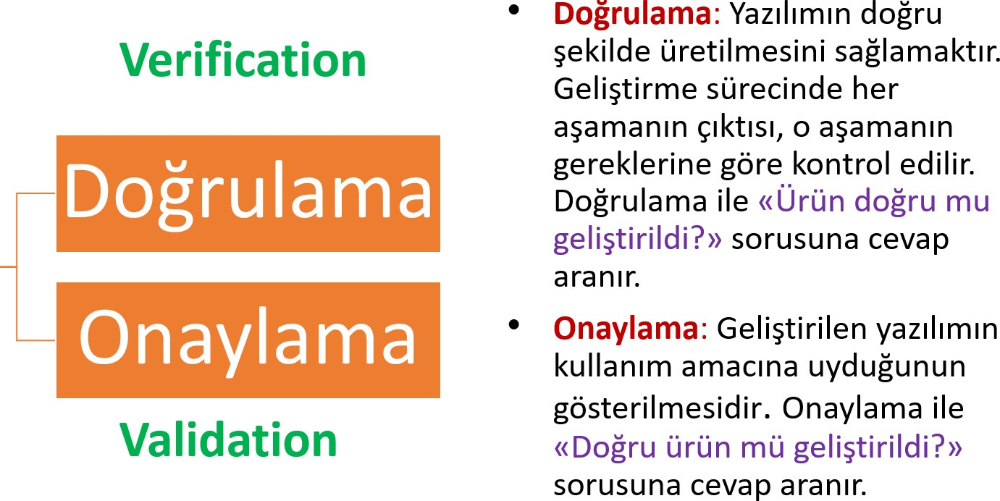 Verification
Doğrulama
Onaylama
Validation
• Doğrulama: Yazılımın doğru
şekilde üretilmesini sağlamaktır.
Geliştirme sürecinde her
aşamanın çıktısı, o aşamanın
gereklerine göre kontrol edilir.
Doğrulama ile «Ürün doğru mu
geliştirildi?» sorusuna cevap
aranır.
• Onaylama: Geliştirilen yazılımın
kullanım amacına uyduğunun
gösterilmesidir. Onaylama ile
«Doğru ürün mü geliştirildi?»
sorusuna cevap aranır.